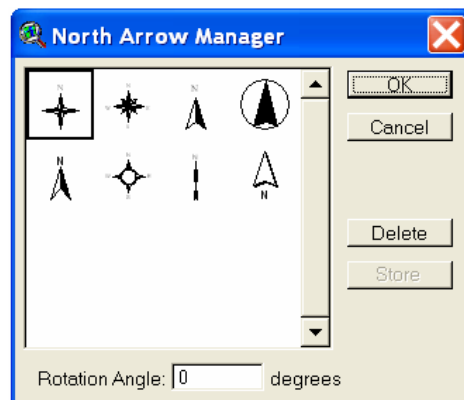 North Arrow Manager
N N N
OK
Cancel
N N
Delete
Store
Rotation Angle: 0 degrees